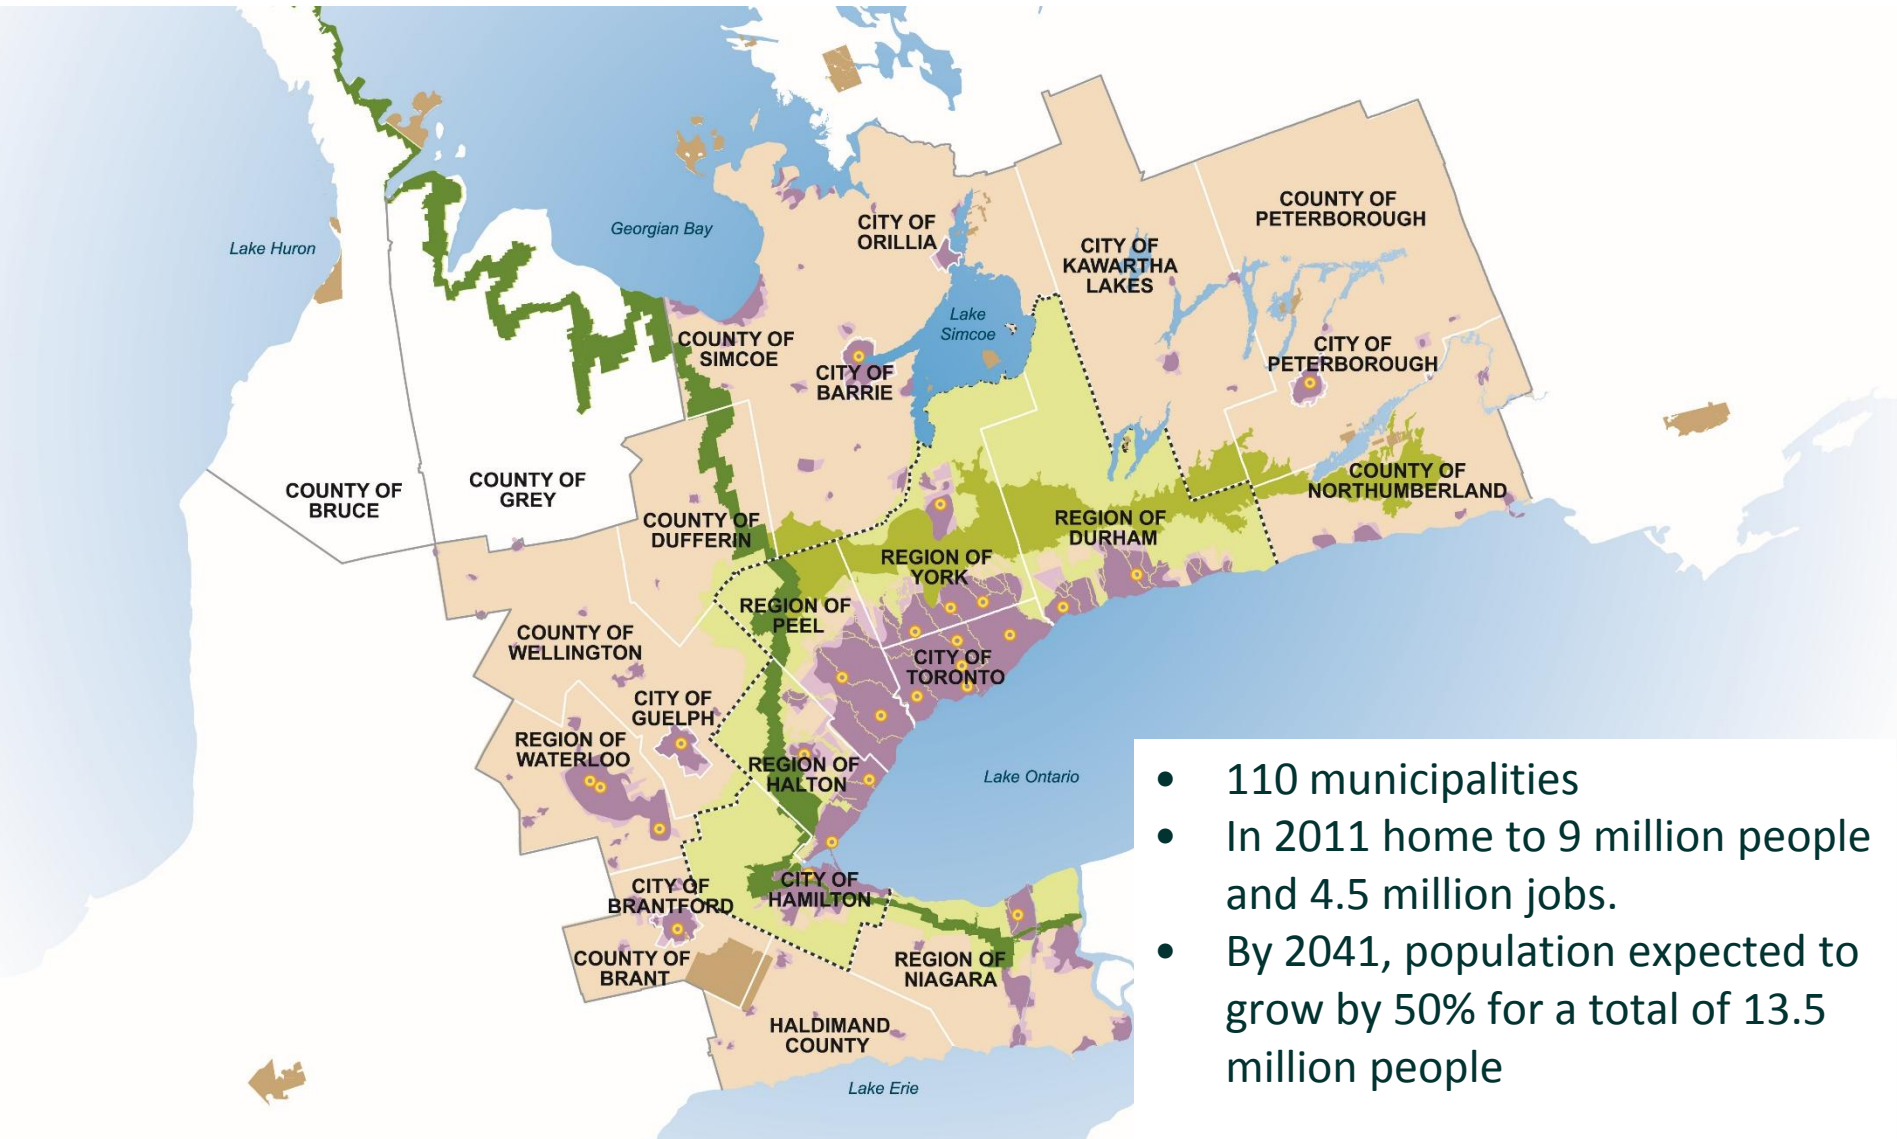 COUNTY OF
PETERBOROUGH
CITY OF
ORILLIA
Georgian Bay
Lake Huron
CITY OF
KAWARTHA
LAKES
Lake
Simcoe
COUNTY OF
SIMCOE
CITY OF
BARRIE
CITY OF
PETERBOROUGH
COUNTY OF
BRUCE
COUNTY OF
GREY
COUNTY OF
NORTHUMBERLAND
COUNTY OF
DUFFERIN
REGION OF
DURHAM
REGION OF
YORK
REGION OF
PEEL
COUNTY OF
WELLINGTON
CITY OF
TORONTO
CITY OF
GUELPH
REGION OF
WATERLOO
REGION OF
HALTON
Lake Ontario
CITY OF
BRANTFORD
CITY OF
HAMILTON
COUNTY OF
BRANT
REGION OF
NIAGARA
HALDIMAND
COUNTY
Lake Erie
• 110 municipalities
• In 2011 home to 9 million people
and 4.5 million jobs.
• By 2041, population expected to
grow by 50% for a total of 13.5
million people